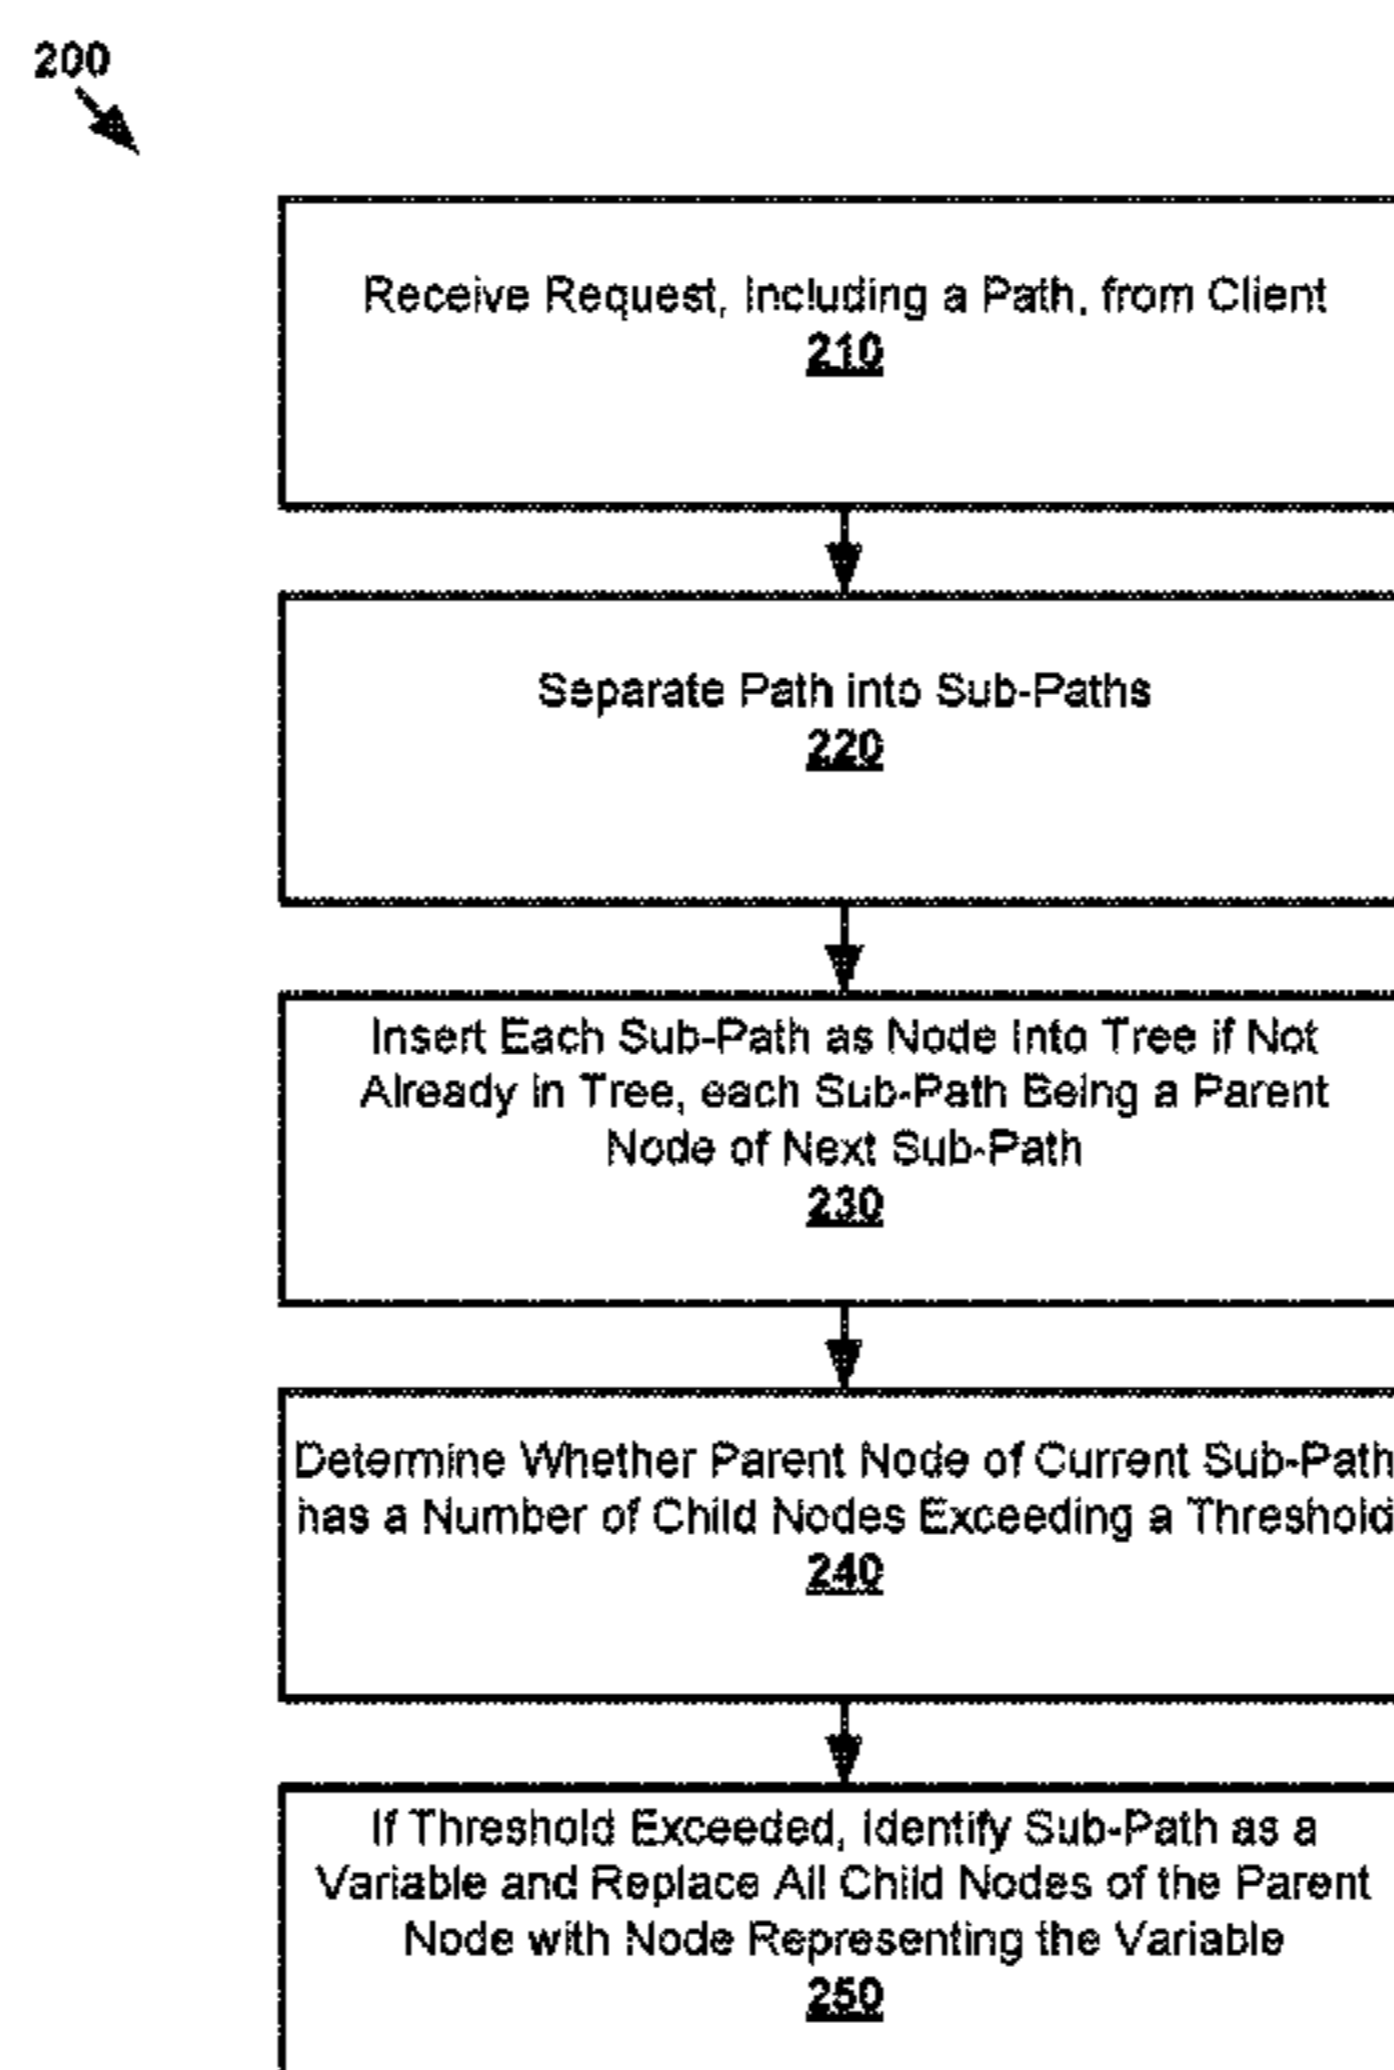 200
Receive Request, Including a Path, from Client
210
Separate Path into Sub-Paths
220
Insert Each Sub-Path as Node Into Tree if Not
Already in Tree, each Sub-Path Being a Parent
Node of Next Sub-Path
230
Determine Whether Parent Node of Current Sub-Path
has a Number of Child Nodes Exceeding a Threshold
240
If Threshold Exceeded, Identify Sub-Path as a
Variable and Replace All Child Nodes of the Parent
Node with Node Representing the Variable
250